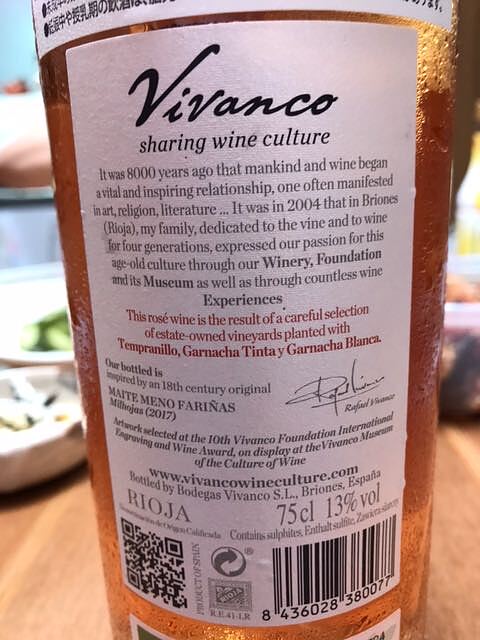 Vivanco
sharing wine culture
It was 8000 years ago that mankind and wine began
a vital and inspiring relationship, one often manifested
in art, religion, literature ... It was in 2004 that in Briones
(Rioja), my family, dedicated to the vine and to wine
for four generations, expressed our passion for this
age-old culture through our Winery, Foundation
and its Museum as well as through countless wine
Experiences
This rosé wine is the result of a careful selection
of estate-owned vineyards planted with
Tempranillo, Garnacha Tinta y Garnacha Blanca.
Our bottled is
inspired by an 18th century original
MAITE MENO FARIÑAS
Milhojas (2017)
Rafael Vivanco
Artwork selected at the 10th Vivanco Foundation International
Engraving and Wine Award, on display at the Vivanco Museum
of the Culture of Wine
www.vivancowineculture.com
Bottled by Bodegas Vivanco S.L., Briones, España
RIOJA
75cl 13% vol
Denominación de Origen Calificada
Contains sulphites, Enthält sulfite,
PRODUCT OF SPAIN
®
RIOJA
R.E.41-LR
8 436028 380077